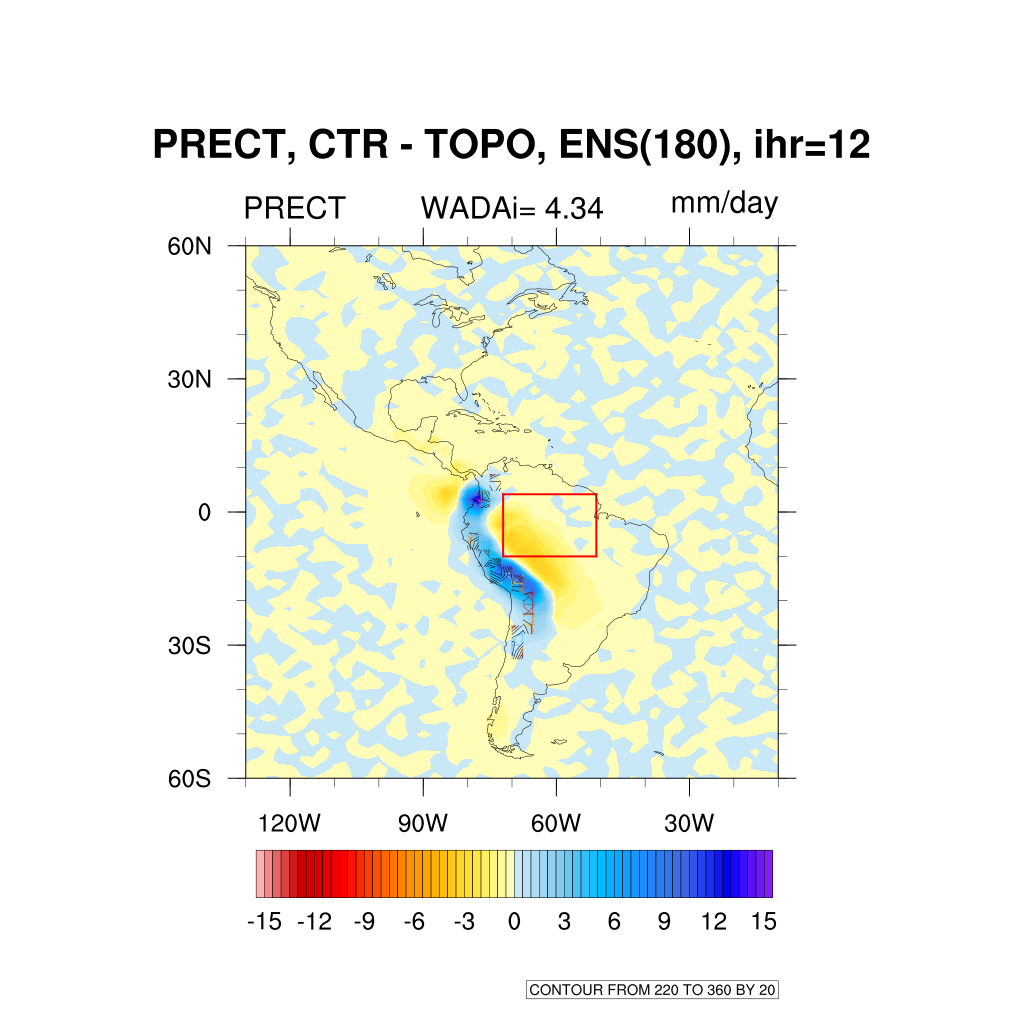 PRECT, CTR - TOPO, ENS(180), ihr=12
PRECT WADAi= 4.34 mm/day
60N
30N
0
30S
60S
120W 90W 60W 30W
-15 -12 -9 -6 -3 0 3 6 9 12 15
CONTOUR FROM 220 TO 360 BY 20